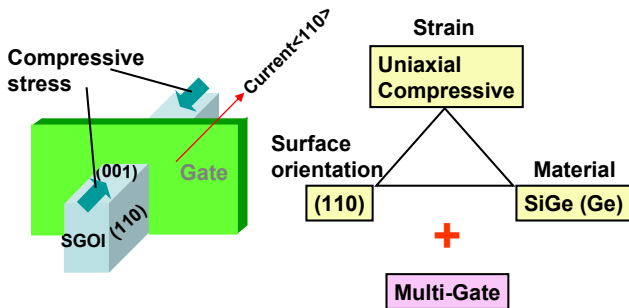 Compressive
stress
Current<110>
Gate
(001)
(110)
SGOI
Strain
Uniaxial
Compressive
Surface
orientation
(110)
Material
SiGe (Ge)
+
Multi-Gate